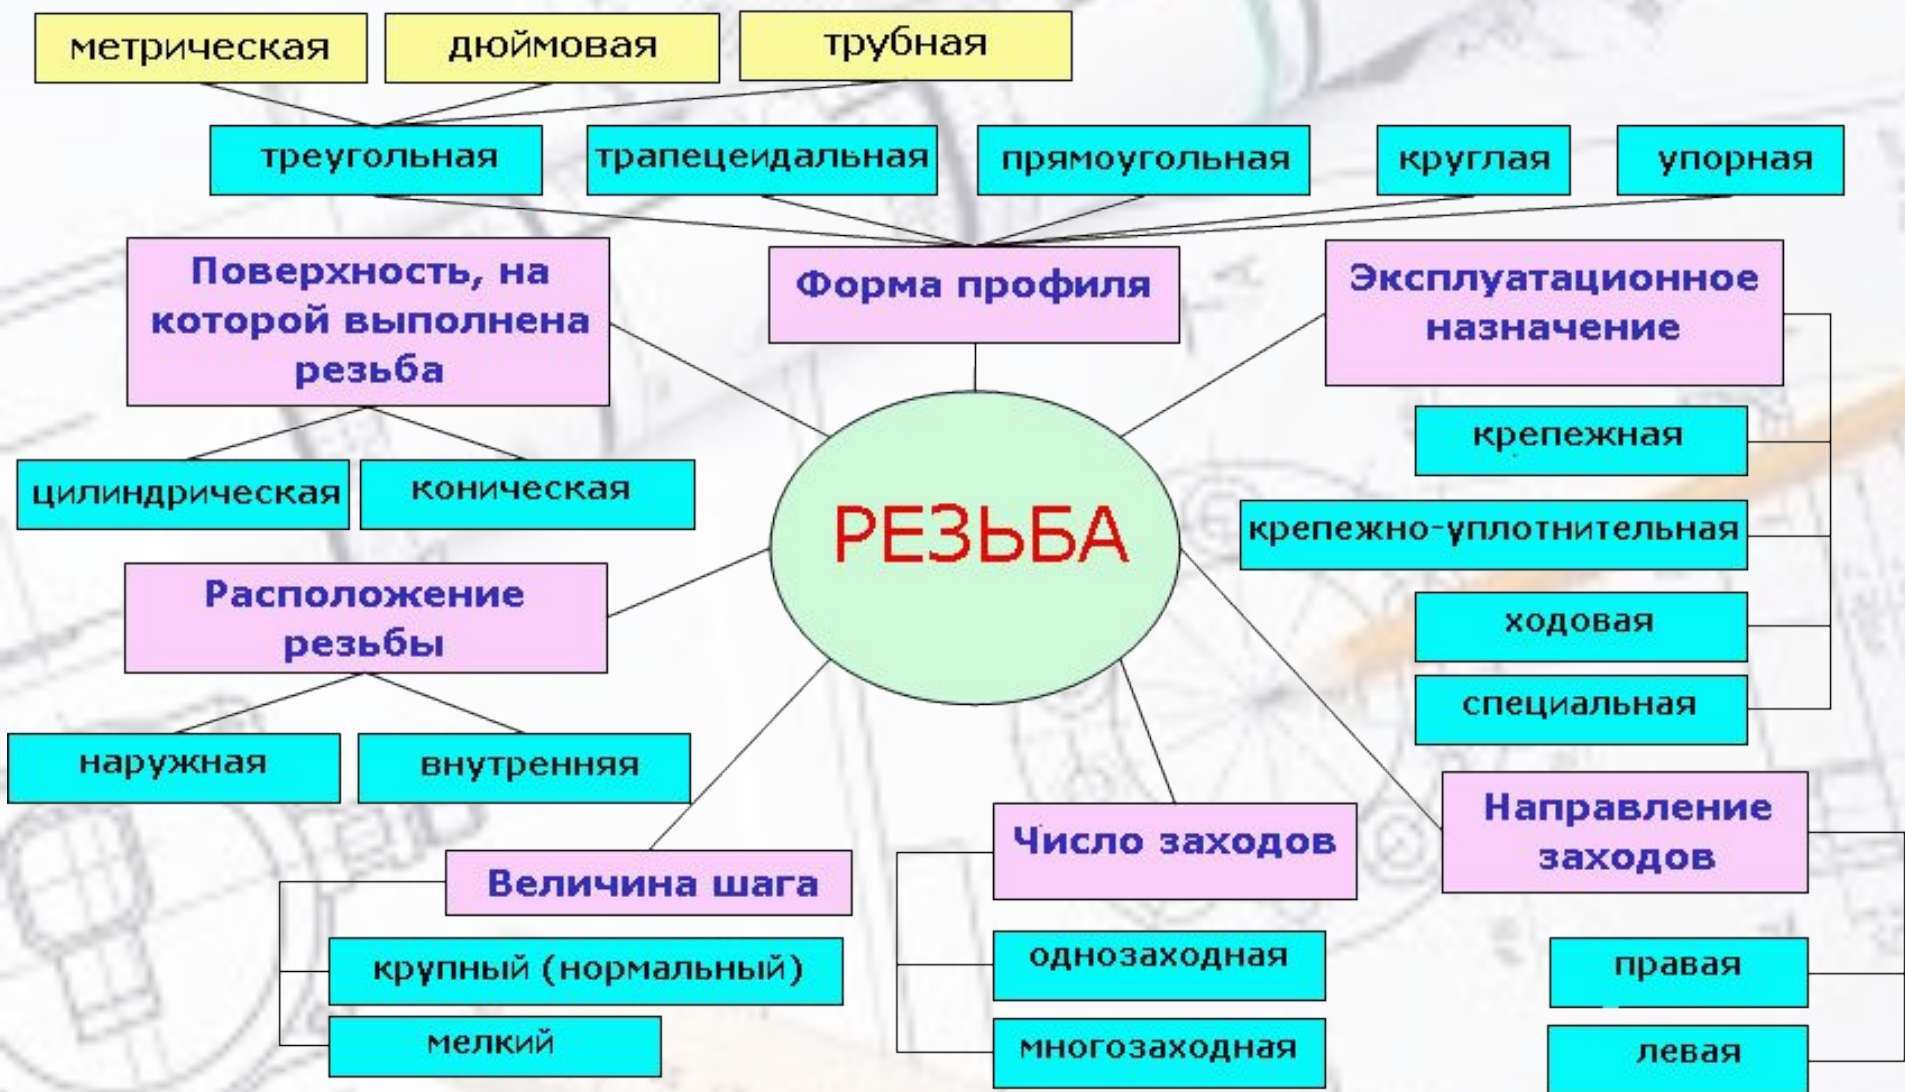 метрическая
дюймовая
трубная
треугольная
трапецеидальная
прямоугольная
круглая
упорная
Поверхность, на
которой выполнена
резьба
Форма профиля
Эксплуатационное
назначение
цилиндрическая
коническая
РЕЗЬБА
крепежная
крепежно-уплотнительная
ходовая
специальная
Расположение
резьбы
наружная
внутренняя
Величина шага
крупный (нормальный)
мелкий
Число заходов
однозаходная
многозаходная
Направление
заходов
правая
левая